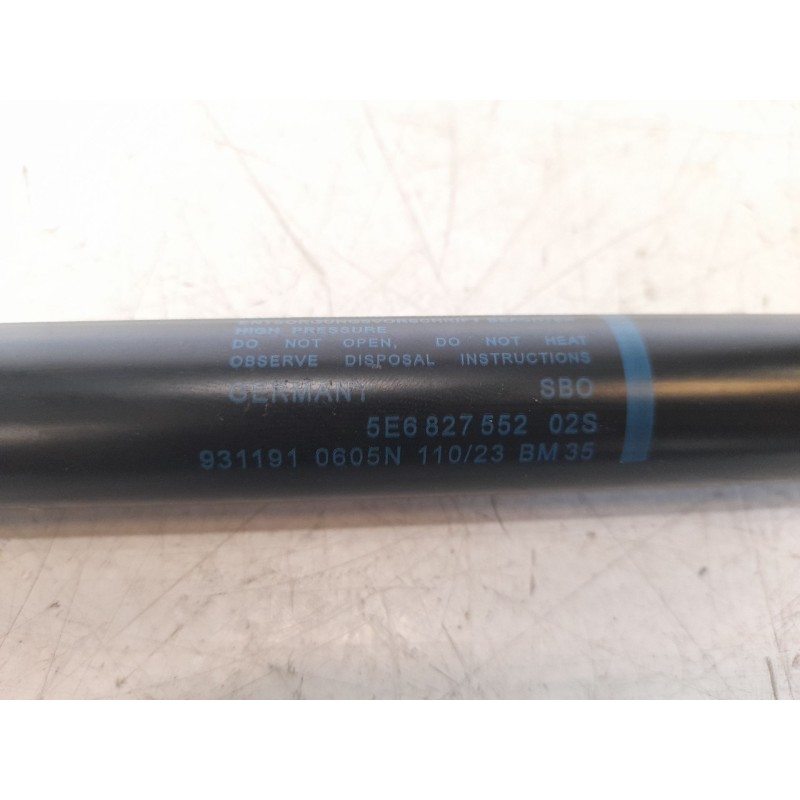 HIGH PRESSURE
DO NOT OPEN, DO NOT HEAT
OBSERVE DISPOSAL INSTRUCTIONS
GERMANY SBO
5E6 827 552 02S
931191 0605N 110/23 BM 35